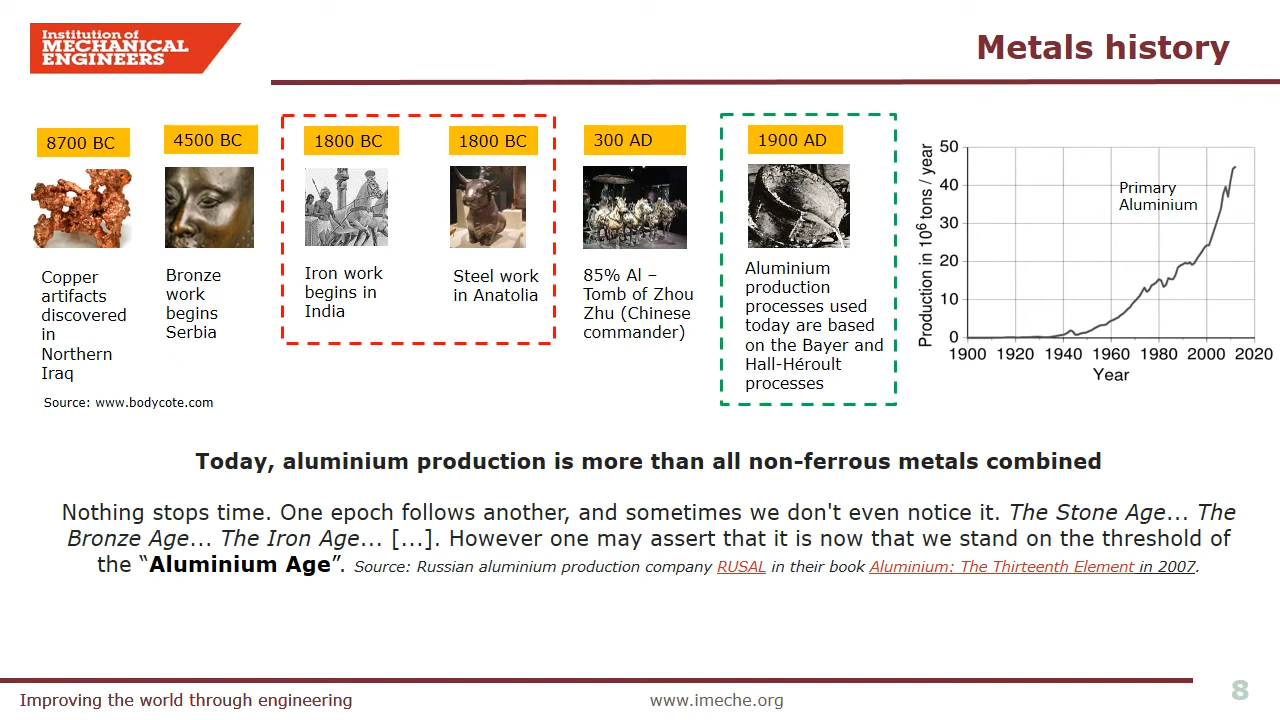 Institution of
MECHANICAL
ENGINEERS
Metals history
8700 BC
Copper
artifacts
discovered
in
Northern
Iraq
4500 BC
Bronze
work
begins
Serbia
1800 BC
Iron work
begins in
India
1800 BC
Steel work
in Anatolia
300 AD
85% Al –
Tomb of Zhou
Zhu (Chinese
commander)
1900 AD
Aluminium
production
processes used
today are based
on the Bayer and
Hall-Héroult
processes
Production in 10⁶ tons / year
50
40
30
20
10
0
Primary
Aluminium
1900 1920 1940 1960 1980 2000 2020
Year
Source: www.bodycote.com
Today, aluminium production is more than all non-ferrous metals combined
Nothing stops time. One epoch follows another, and sometimes we don't even notice it. The Stone Age... The
Bronze Age... The Iron Age... [...]. However one may assert that it is now that we stand on the threshold of
the “Aluminium Age”. Source: Russian aluminium production company RUSAL in their book Aluminium: The Thirteenth Element in 2007.
Improving the world through engineering
www.imeche.org
8